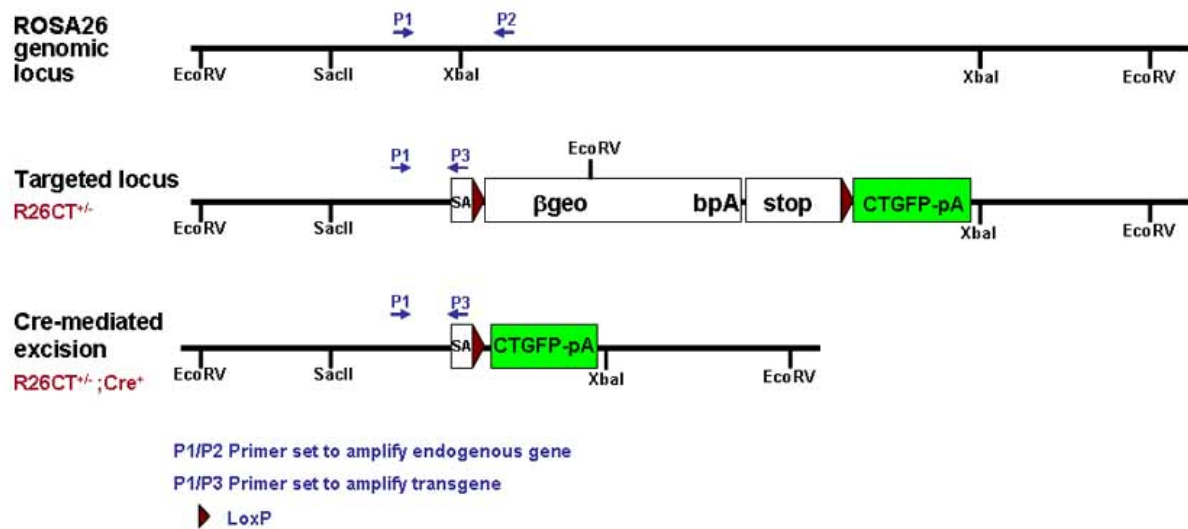 ROSA26
genomic
locus
P1 P2
EcoRV SacII XbaI XbaI EcoRV
Targeted locus
R26CT+/-
P1 P3
EcoRV
SA βgeo bpA stop CTGFP-pA
EcoRV SacII XbaI EcoRV
Cre-mediated
excision
R26CT+/- ;Cre+
P1 P3
SA CTGFP-pA
EcoRV SacII XbaI EcoRV
P1/P2 Primer set to amplify endogenous gene
P1/P3 Primer set to amplify transgene
LoxP